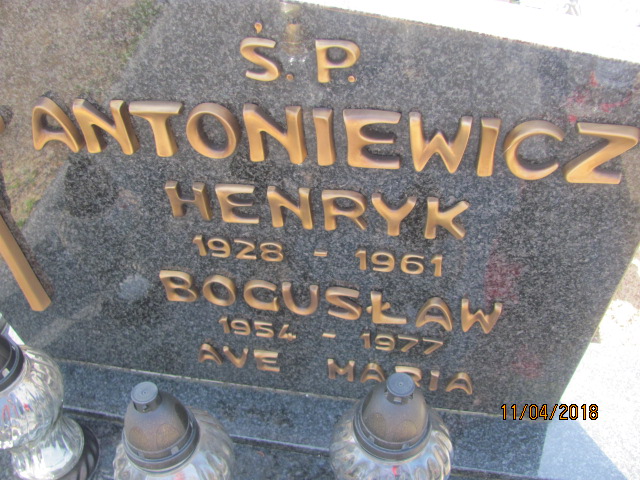 Ś.P.
ANTONIEWICZ
HENRYK
1928 - 1961
BOGUSŁAW
1954 - 1977
AVE MARIA
11/04/2018